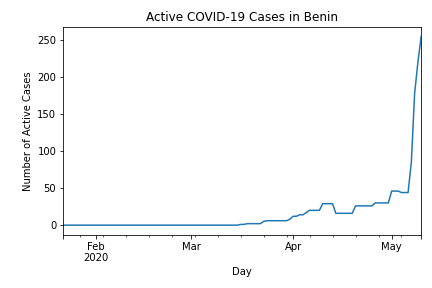 Active COVID-19 Cases in Benin
Number of Active Cases
250
200
150
100
50
0
Feb
2020
Mar
Apr
May
Day